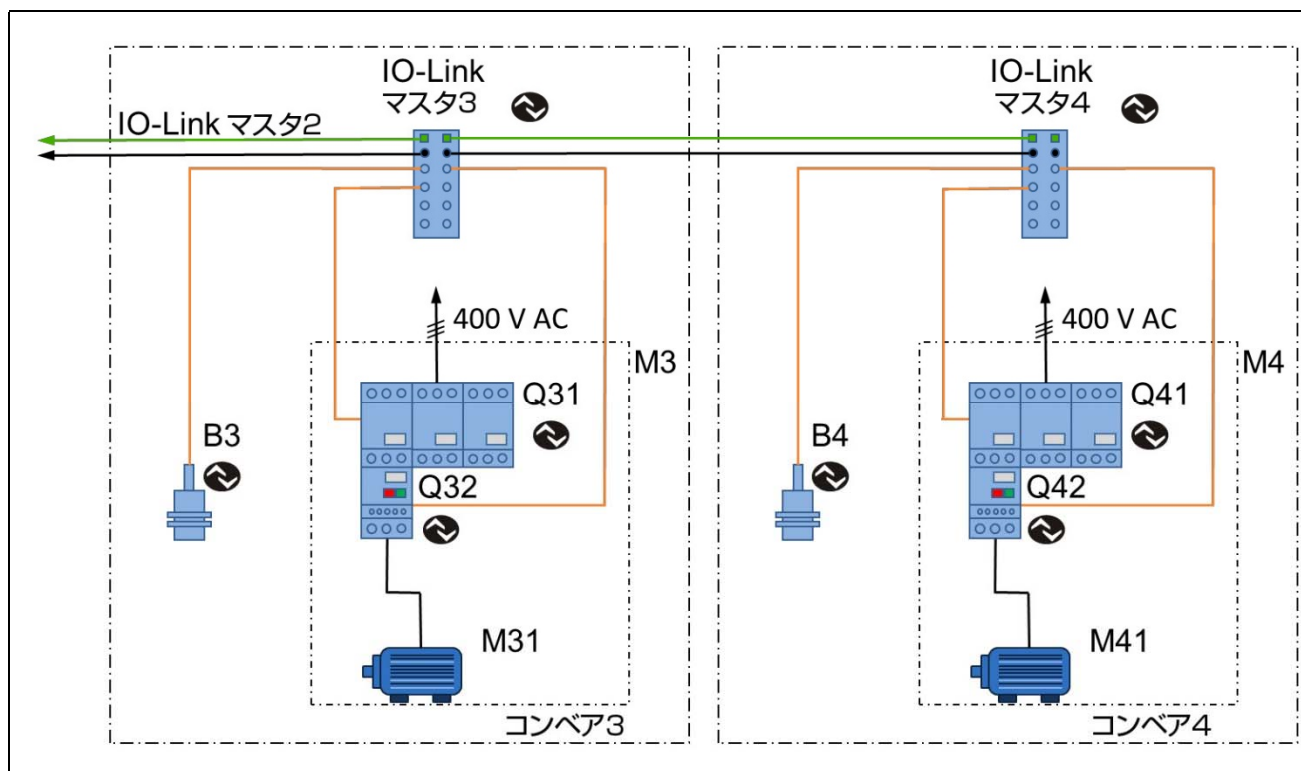 IO-Link
マスタ3
IO-Link
マスタ4
IO-Link マスタ2
400 V AC
400 V AC
M3
M4
Q31
Q41
B3
B4
Q32
Q42
M31
M41
コンベア3
コンベア4